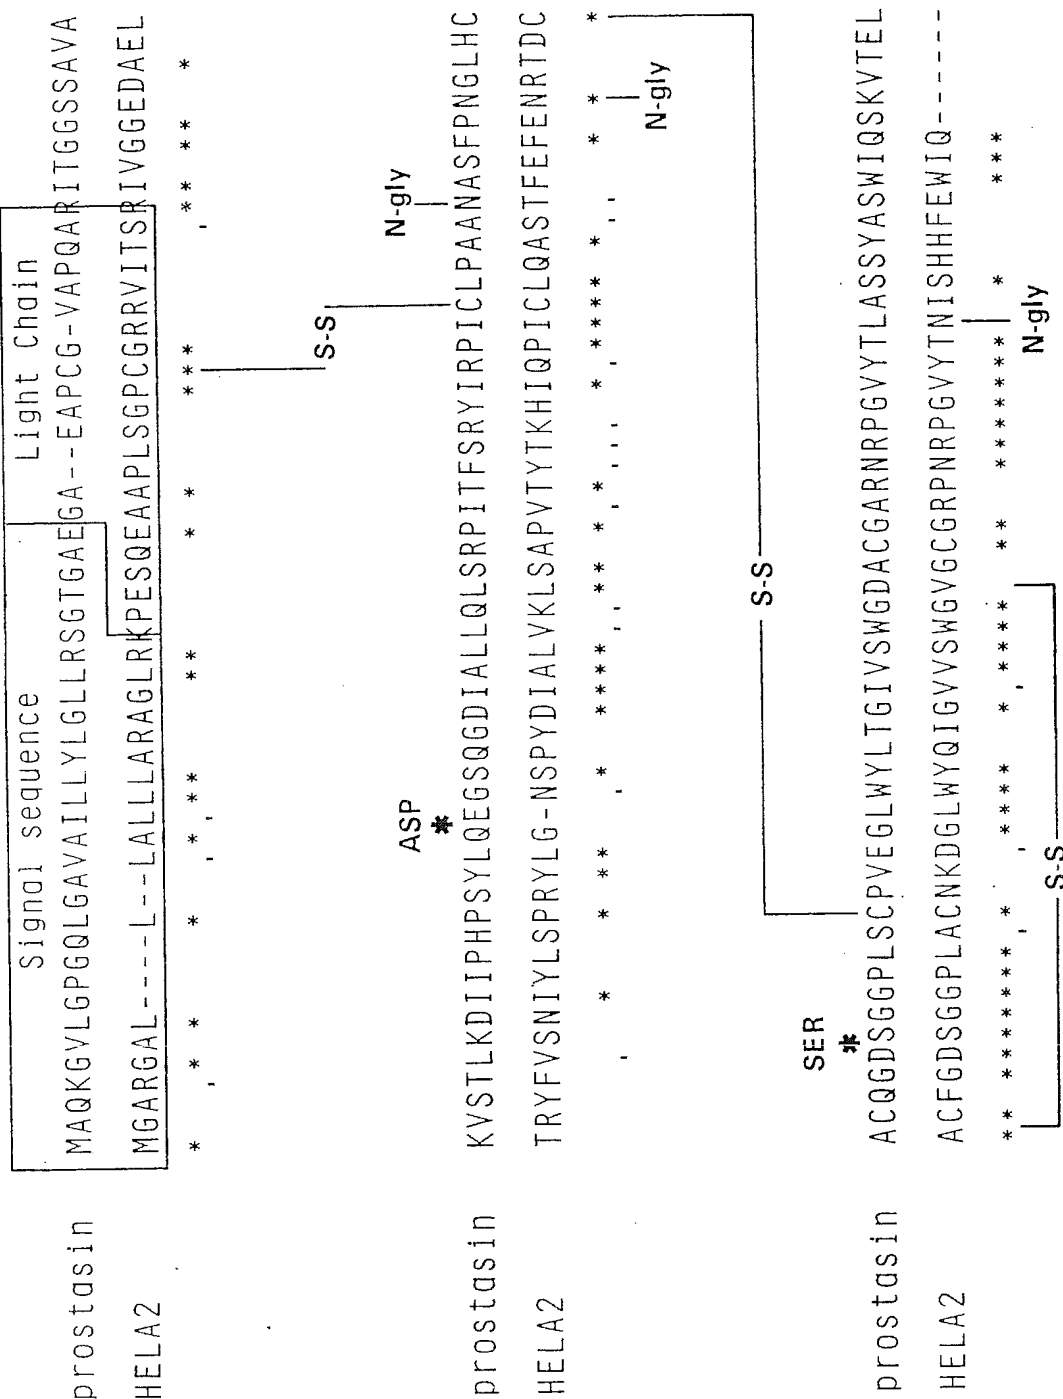 Signal sequence Light Chain
prostasin MAQKGVLGPGQLGAVAILLYLGLLRSGTGAEGA--EAPCG-VAPQARITGGSSAVA
HELA2 MGARGAL----L--LALLLARAGLRKPESQEAAPLSGPCGRRVITSRIVGGEDAEL
S-S
ASP
*
N-gly
prostasin KVSTLKDIIPHPSYLQEGSQGDIALLQLSRPITFSRYIRPICLPAANASFPNGLHC
HELA2 TRYFVSNIYLSPRYLG-NSPYDIALVKLSAPVTYTKHIQPICLQASTFEFENRTDC
N-gly
S-S
SER
*
prostasin ACQGDSGGPLSCPVEGLWYLTGIVSWGDACGARNRPGVYTLASSYASWIQSKVTEL
HELA2 ACFGDSGGPLACNKDGLWYQIGVVSWGVGCGRPNRPGVYTNISHHFEWIQ------
N-gly
S-S